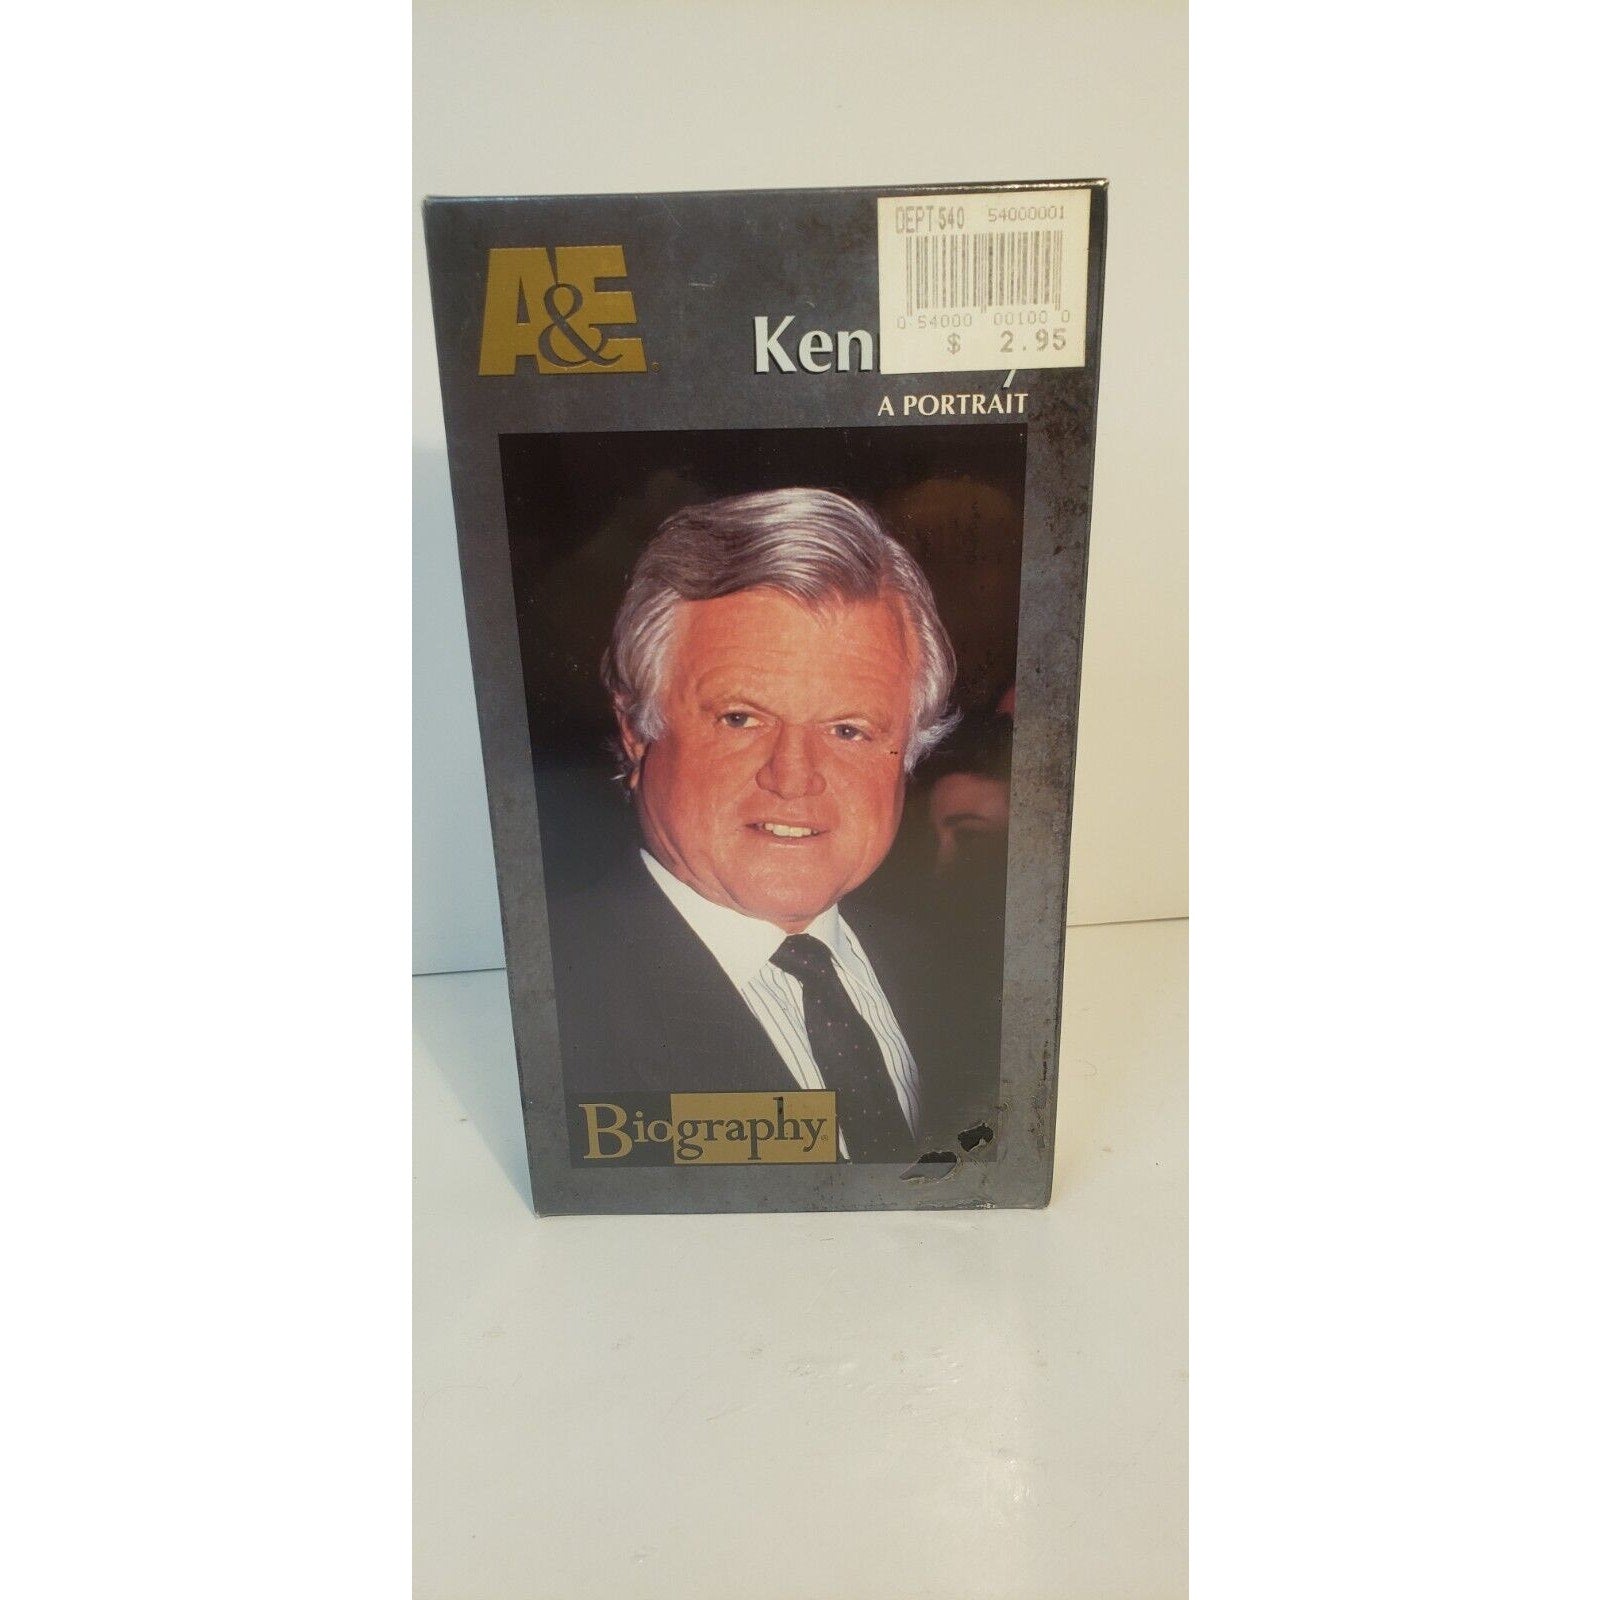 DEPT 540 54000001
0 54000 00100 0
$ 2.95
A&E
Ken y
A PORTRAIT
Biography